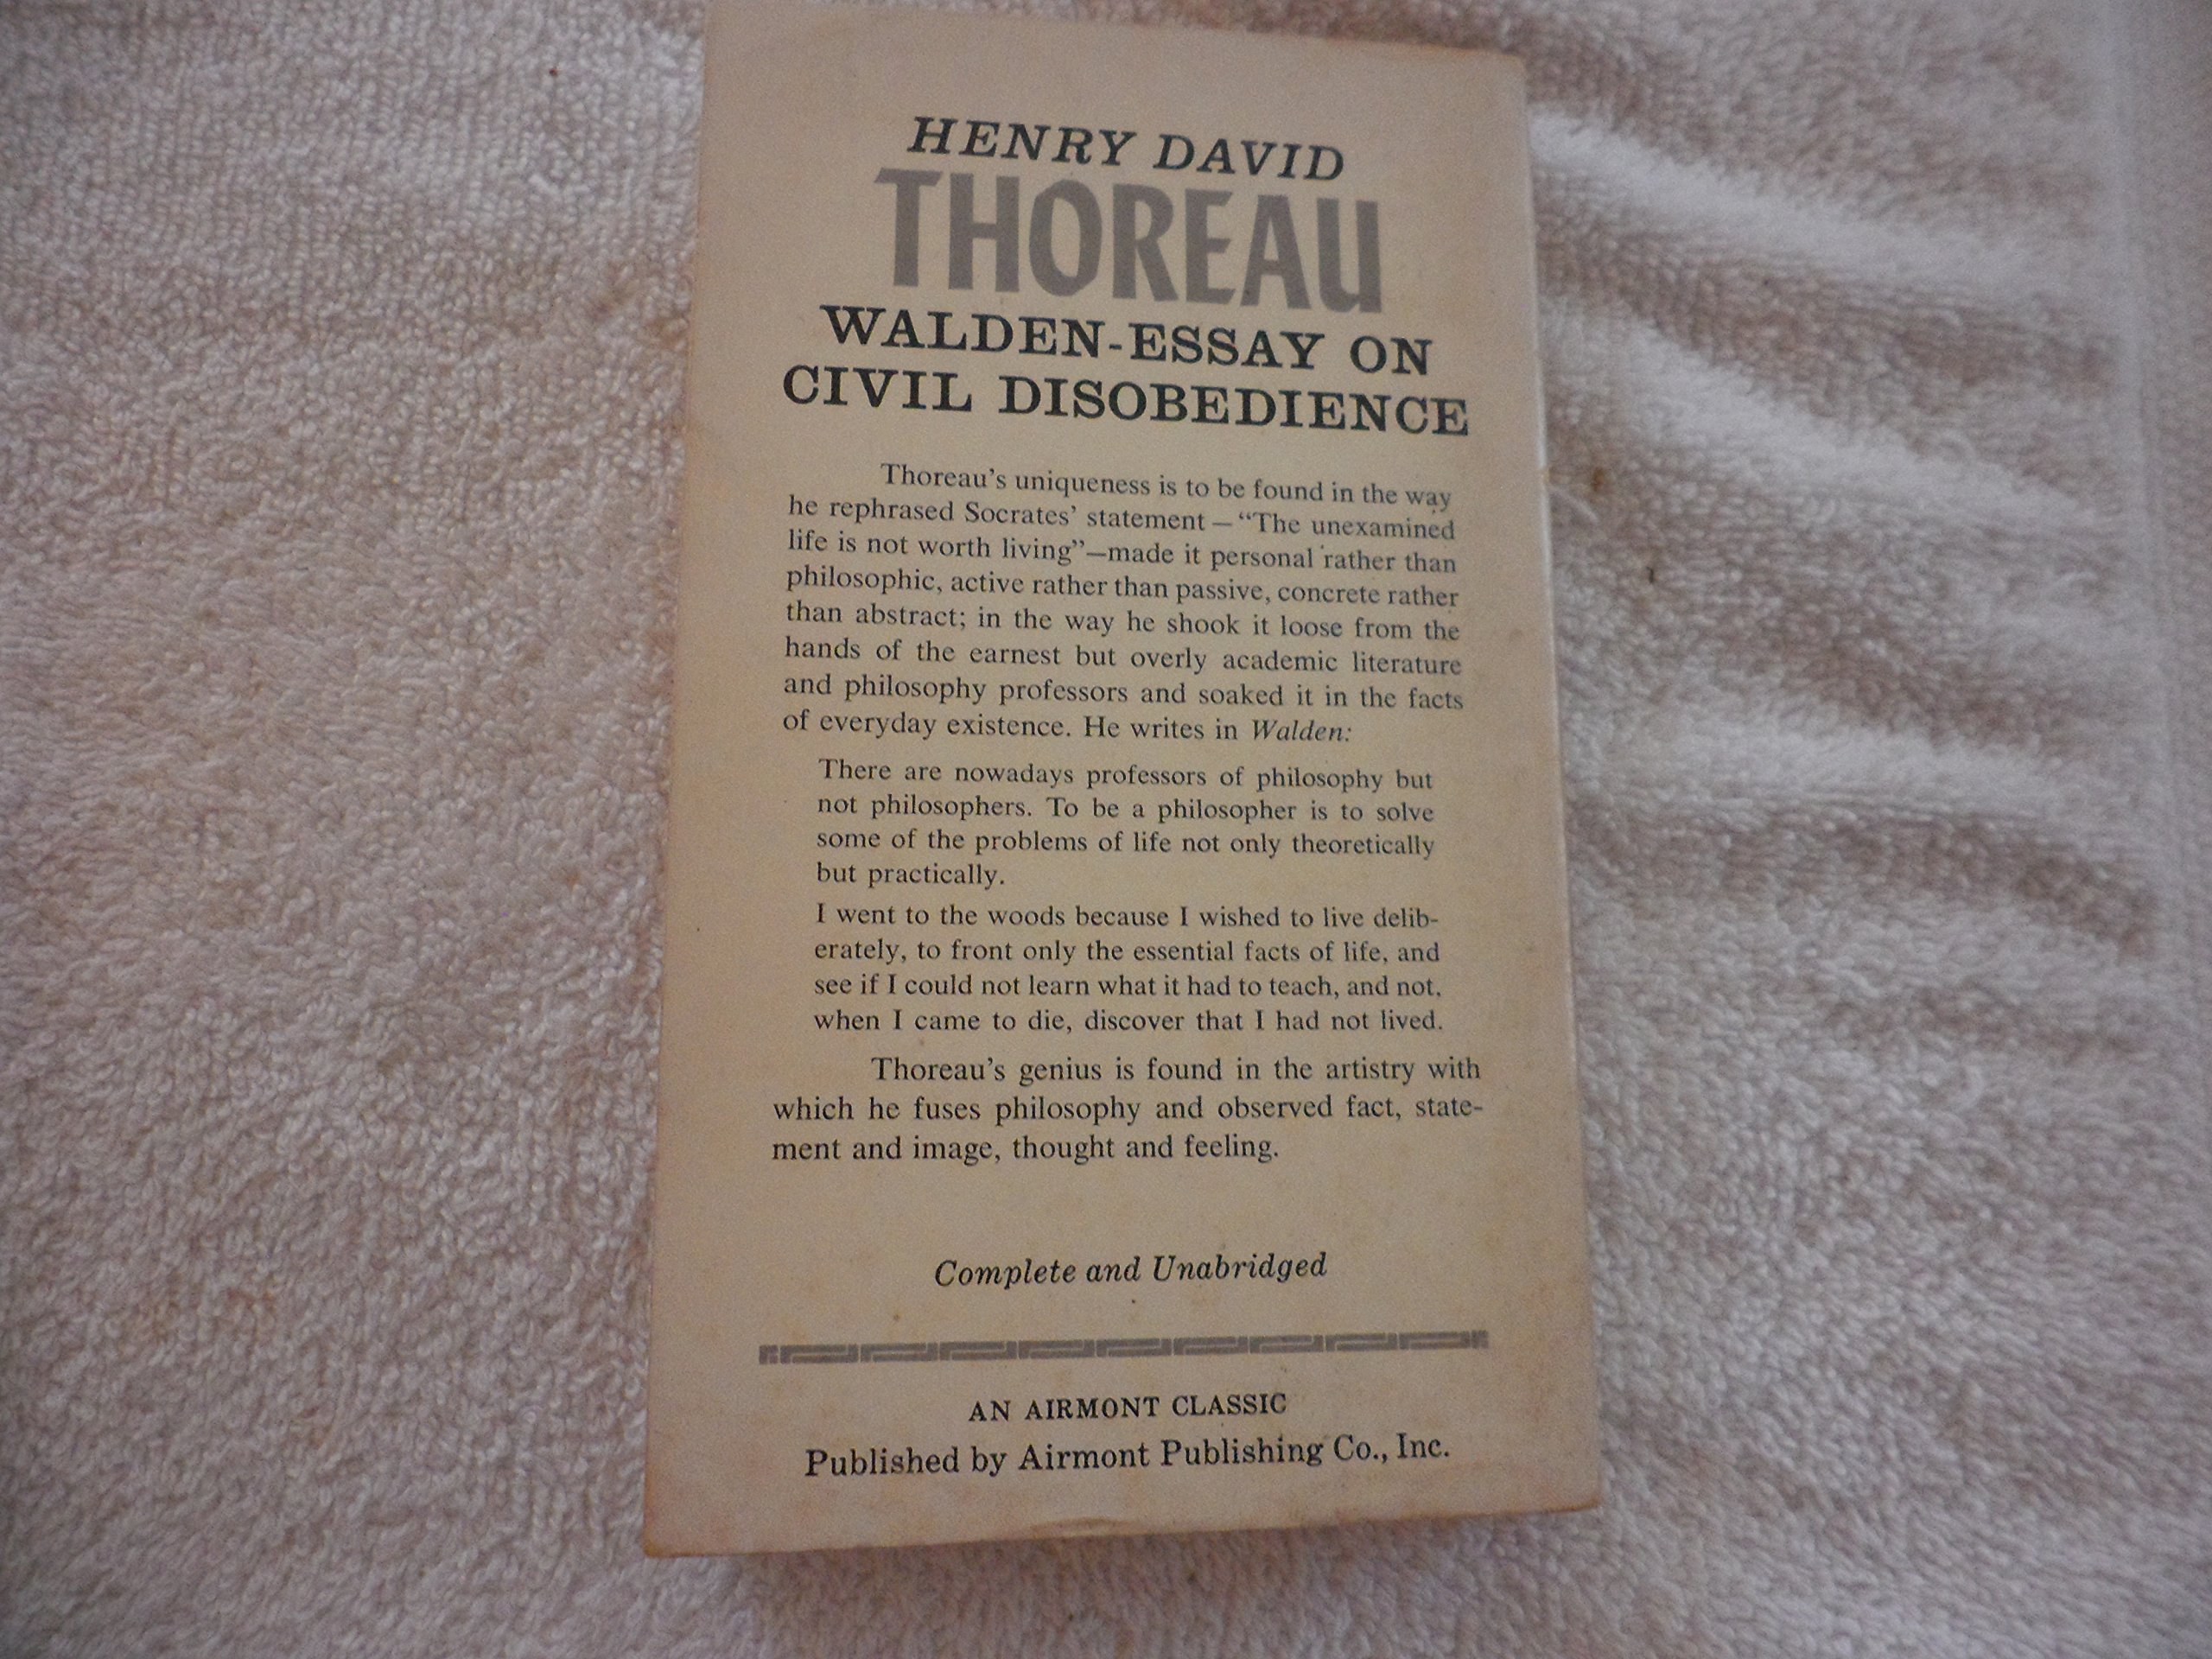 HENRY DAVID
THOREAU
WALDEN-ESSAY ON
CIVIL DISOBEDIENCE
Thoreau's uniqueness is to be found in the way
he rephrased Socrates' statement—"The unexamined
life is not worth living"—made it personal rather than
philosophic, active rather than passive, concrete rather
than abstract; in the way he shook it loose from the
hands of the earnest but overly academic literature
and philosophy professors and soaked it in the facts
of everyday existence. He writes in Walden:
There are nowadays professors of philosophy but
not philosophers. To be a philosopher is to solve
some of the problems of life not only theoretically
but practically.
I went to the woods because I wished to live delib-
erately, to front only the essential facts of life, and
see if I could not learn what it had to teach, and not,
when I came to die, discover that I had not lived.
Thoreau's genius is found in the artistry with
which he fuses philosophy and observed fact, state-
ment and image, thought and feeling.
Complete and Unabridged
AN AIRMONT CLASSIC
Published by Airmont Publishing Co., Inc.